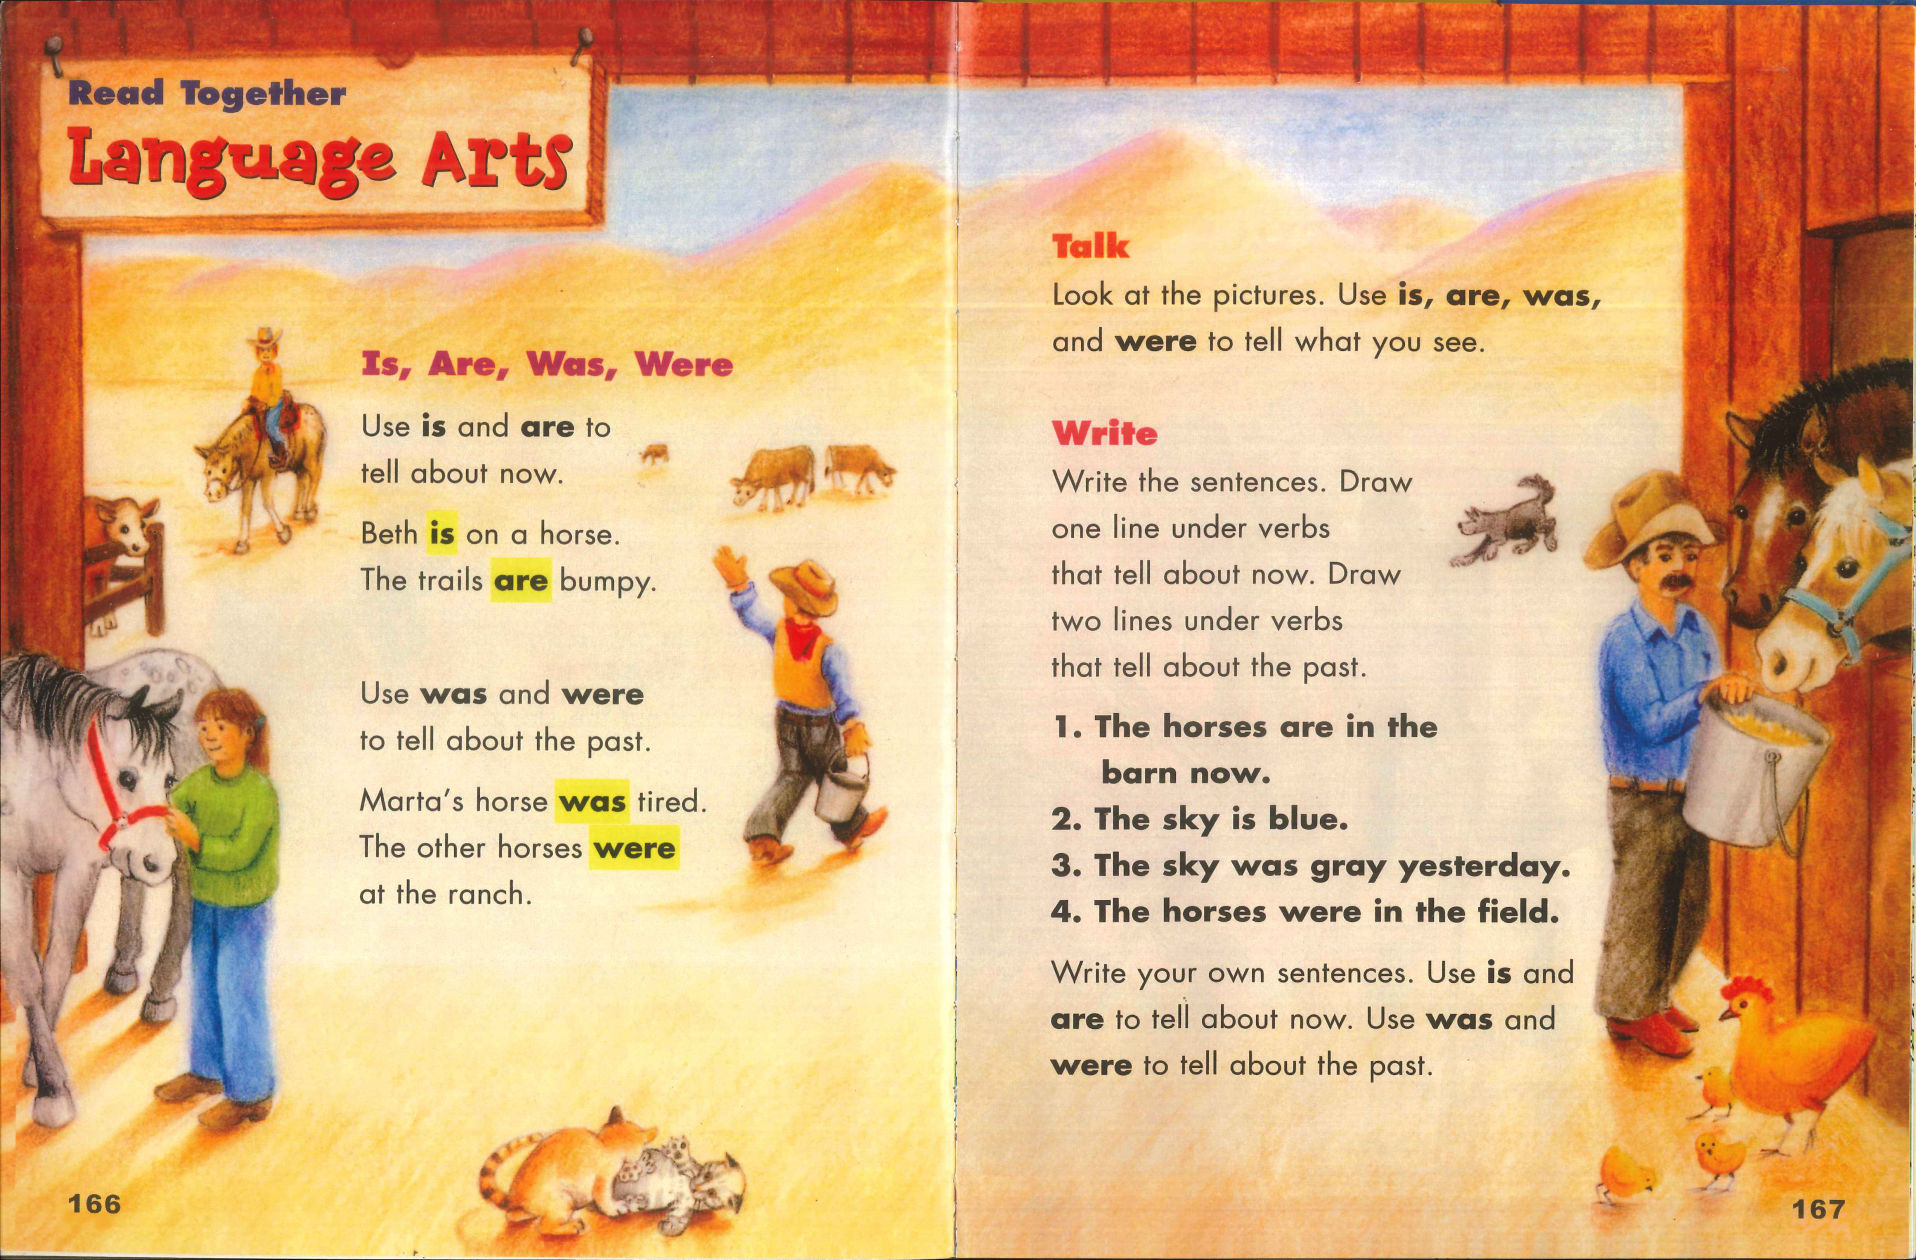 Read Together
Language Arts
Is, Are, Was, Were
Use is and are to
tell about now.
Beth is on a horse.
The trails are bumpy.
Use was and were
to tell about the past.
Marta's horse was tired.
The other horses were
at the ranch.
166
Talk
Look at the pictures. Use is, are, was,
and were to tell what you see.
Write
Write the sentences. Draw
one line under verbs
that tell about now. Draw
two lines under verbs
that tell about the past.
1. The horses are in the
barn now.
2. The sky is blue.
3. The sky was gray yesterday.
4. The horses were in the field.
Write your own sentences. Use is and
are to tell about now. Use was and
were to tell about the past.
167